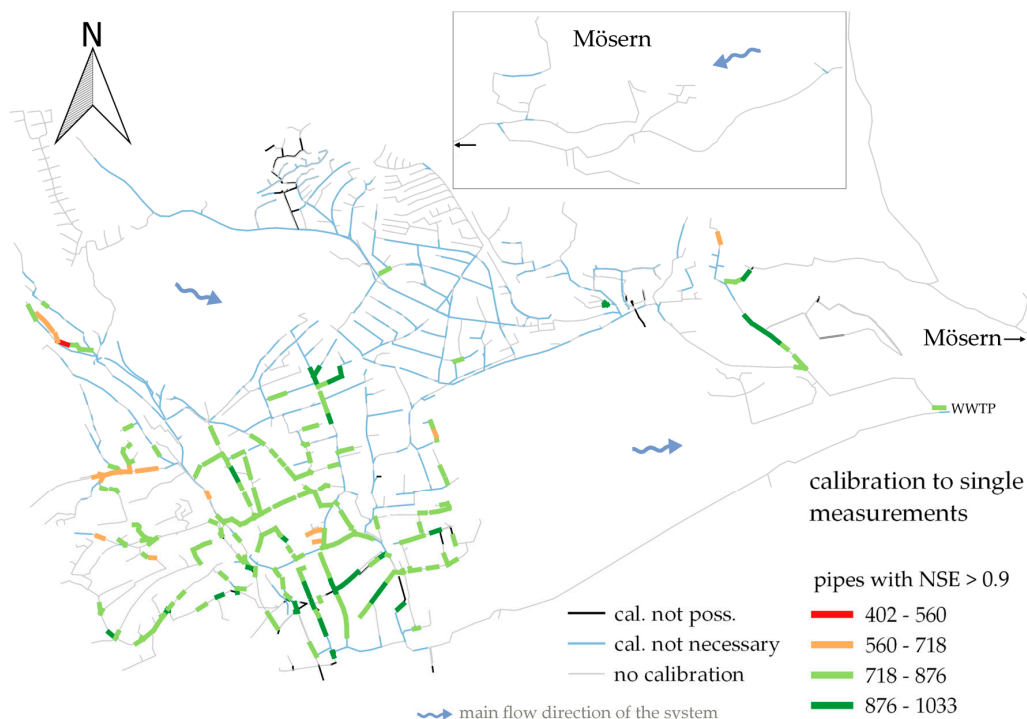 N
Mösern
Mösern
WWTP
calibration to single
measurements
pipes with NSE > 0.9
402 - 560
560 - 718
718 - 876
876 - 1033
cal. not poss.
cal. not necessary
no calibration
main flow direction of the system